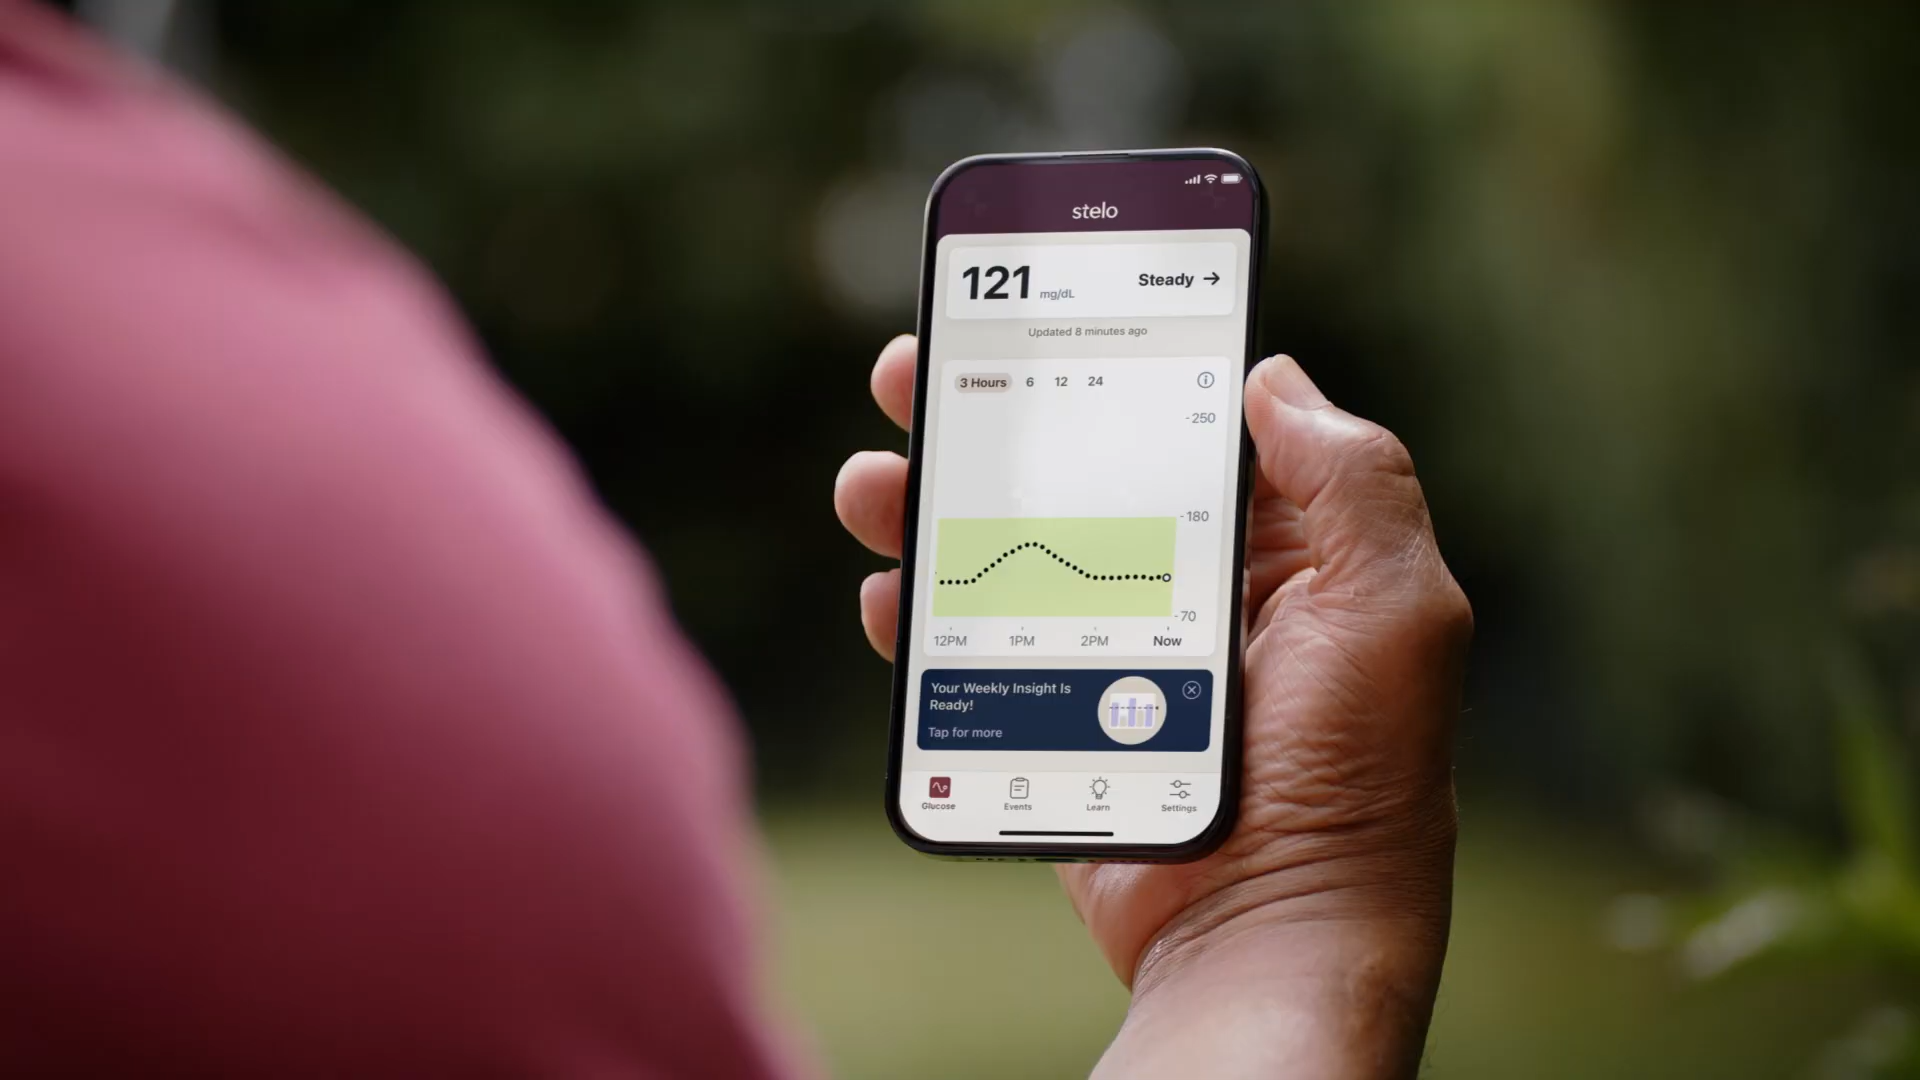 stelo
121 mg/dL Steady →
Updated 8 minutes ago
3 Hours 6 12 24
-250
-180
-70
12PM 1PM 2PM Now
Your Weekly Insight Is
Ready!
Tap for more
Glucose Events Learn Settings